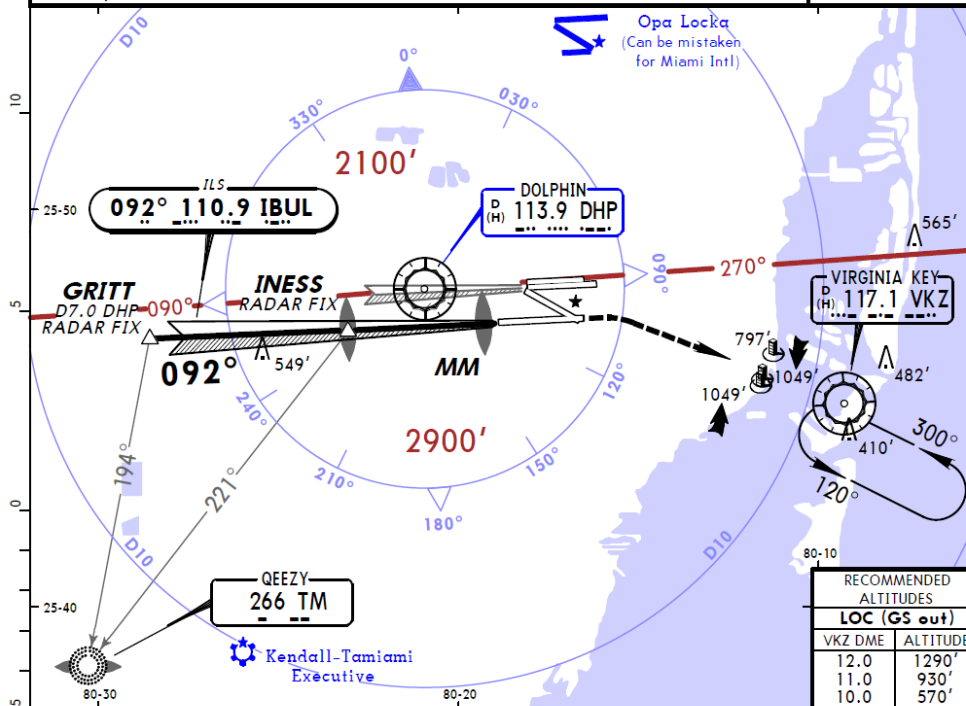 D10
Opa Locka
(Can be mistaken
for Miami Intl)
0°
030°
330°
10
2100'
ILS
092° 110.9 IBUL
25-50
DOLPHIN
D
(H) 113.9 DHP
565'
060°
270°
VIRGINIA KEY
D
(H) 117.1 VKZ
GRITT
D7.0 DHP
RADAR FIX
090°
INESS
RADAR FIX
5
797'
549'
092°
MM
1049'
482'
1049'
120°
240°
2900'
410'
300°
150°
210°
120°
194°
221°
180°
0
D10
D10
80-10
QEEZY
266 TM
25-40
Kendall-Tamiami
Executive
RECOMMENDED
ALTITUDES
LOC (GS out)
VKZ DME ALTITUDE
12.0 1290'
11.0 930'
10.0 570'
5
80-30
80-20